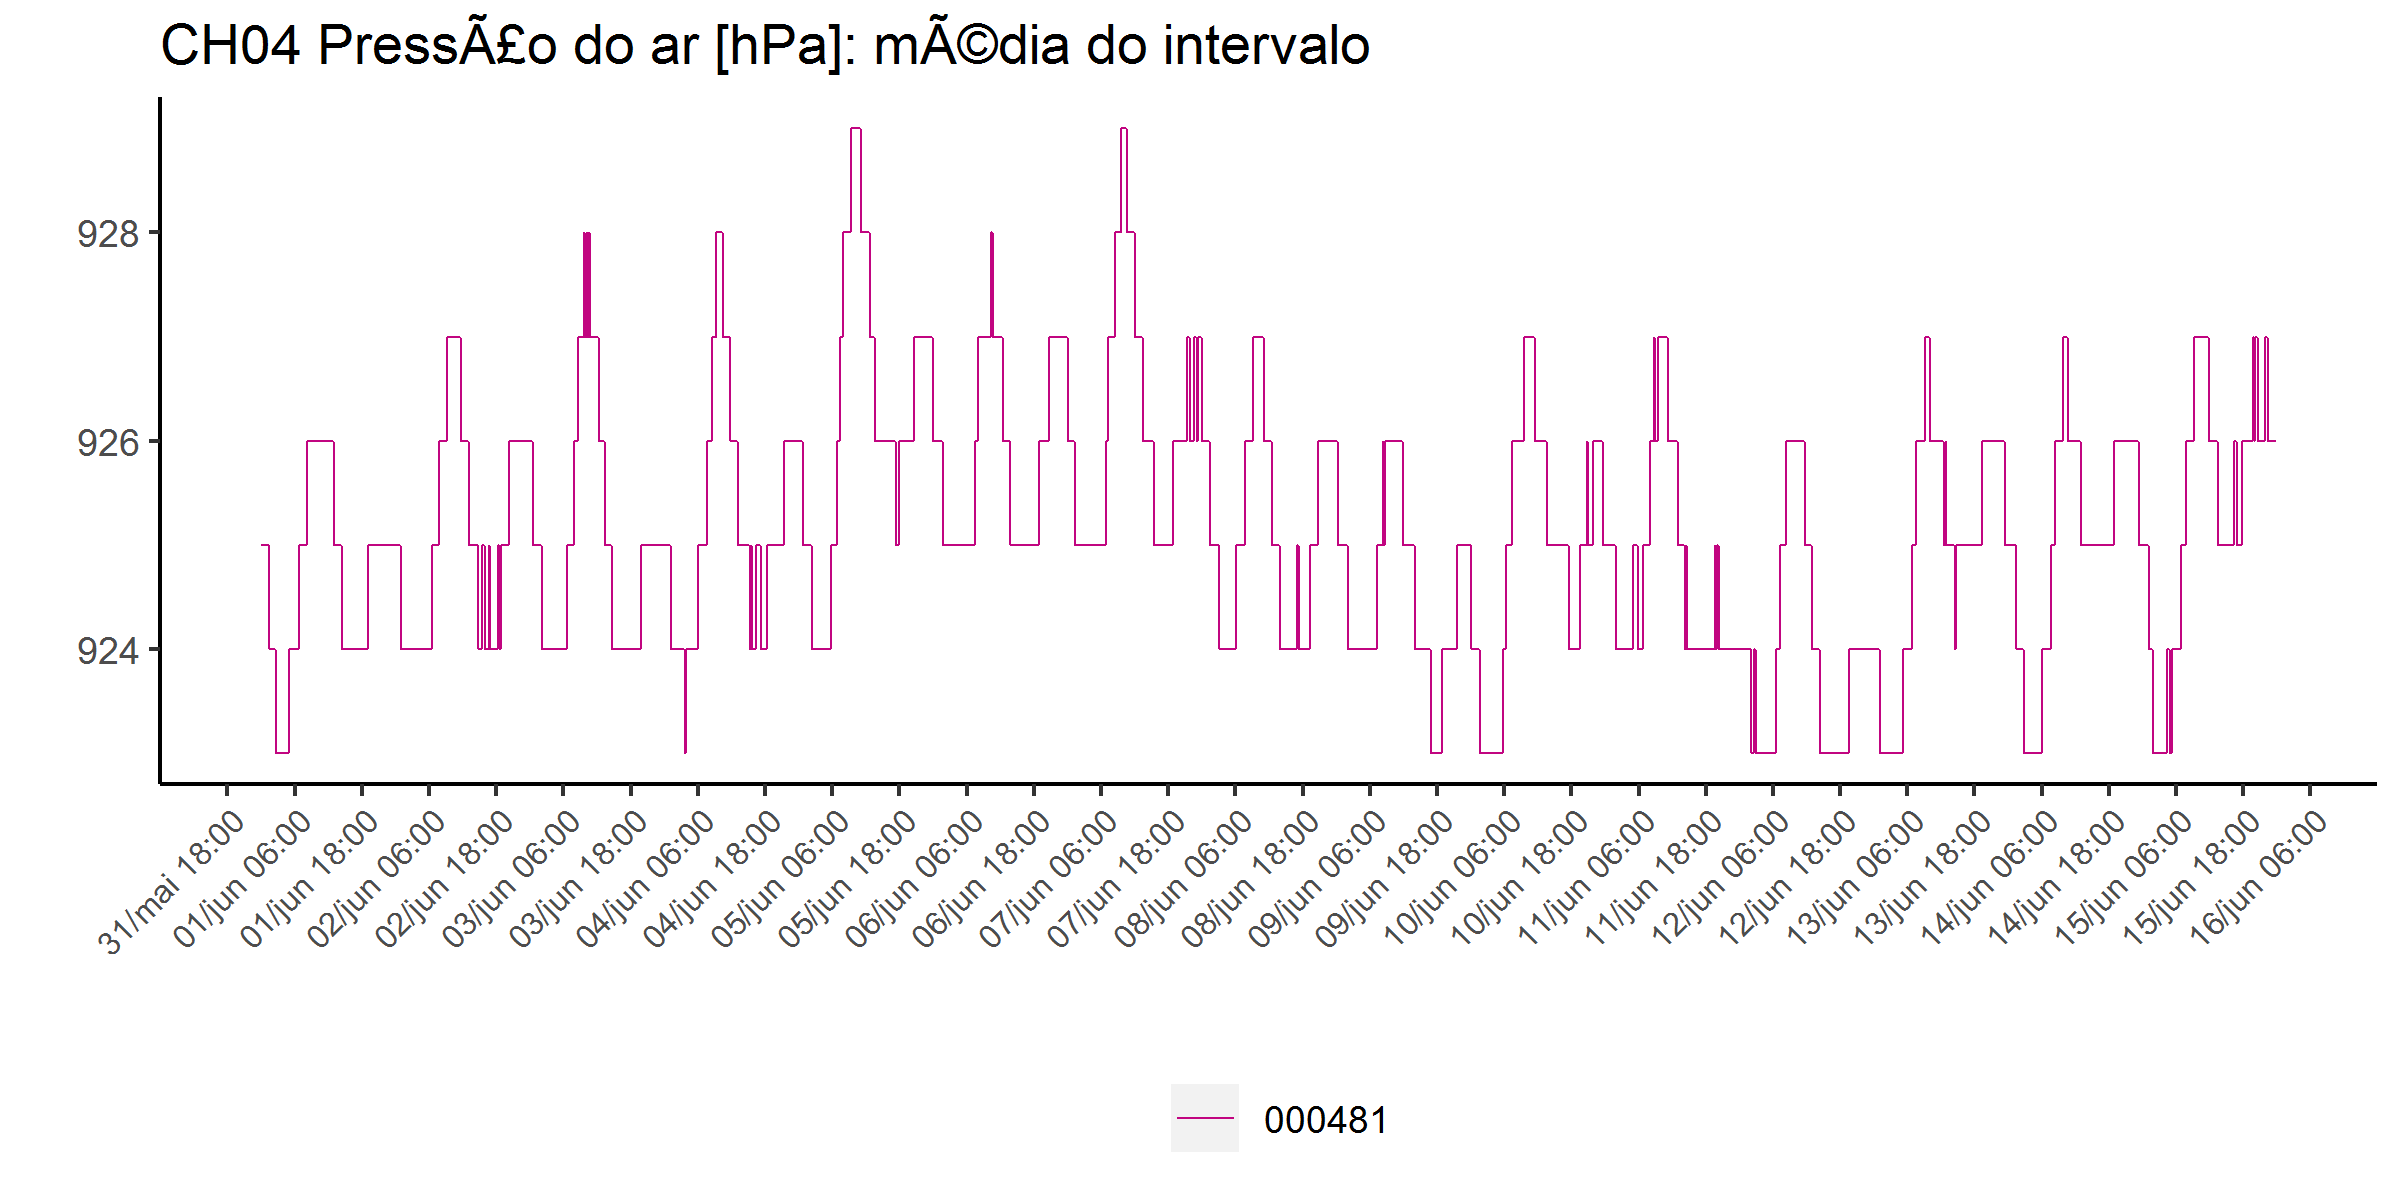 CH04 PressÃ£o do ar [hPa]: mÃ©dia do intervalo
928
926
924
31/mai 18:00
01/jun 06:00
01/jun 18:00
02/jun 06:00
02/jun 18:00
03/jun 06:00
03/jun 18:00
04/jun 06:00
04/jun 18:00
05/jun 06:00
05/jun 18:00
06/jun 06:00
06/jun 18:00
07/jun 06:00
07/jun 18:00
08/jun 06:00
08/jun 18:00
09/jun 06:00
09/jun 18:00
10/jun 06:00
10/jun 18:00
11/jun 06:00
11/jun 18:00
12/jun 06:00
12/jun 18:00
13/jun 06:00
13/jun 18:00
14/jun 06:00
14/jun 18:00
15/jun 06:00
15/jun 18:00
16/jun 06:00
000481